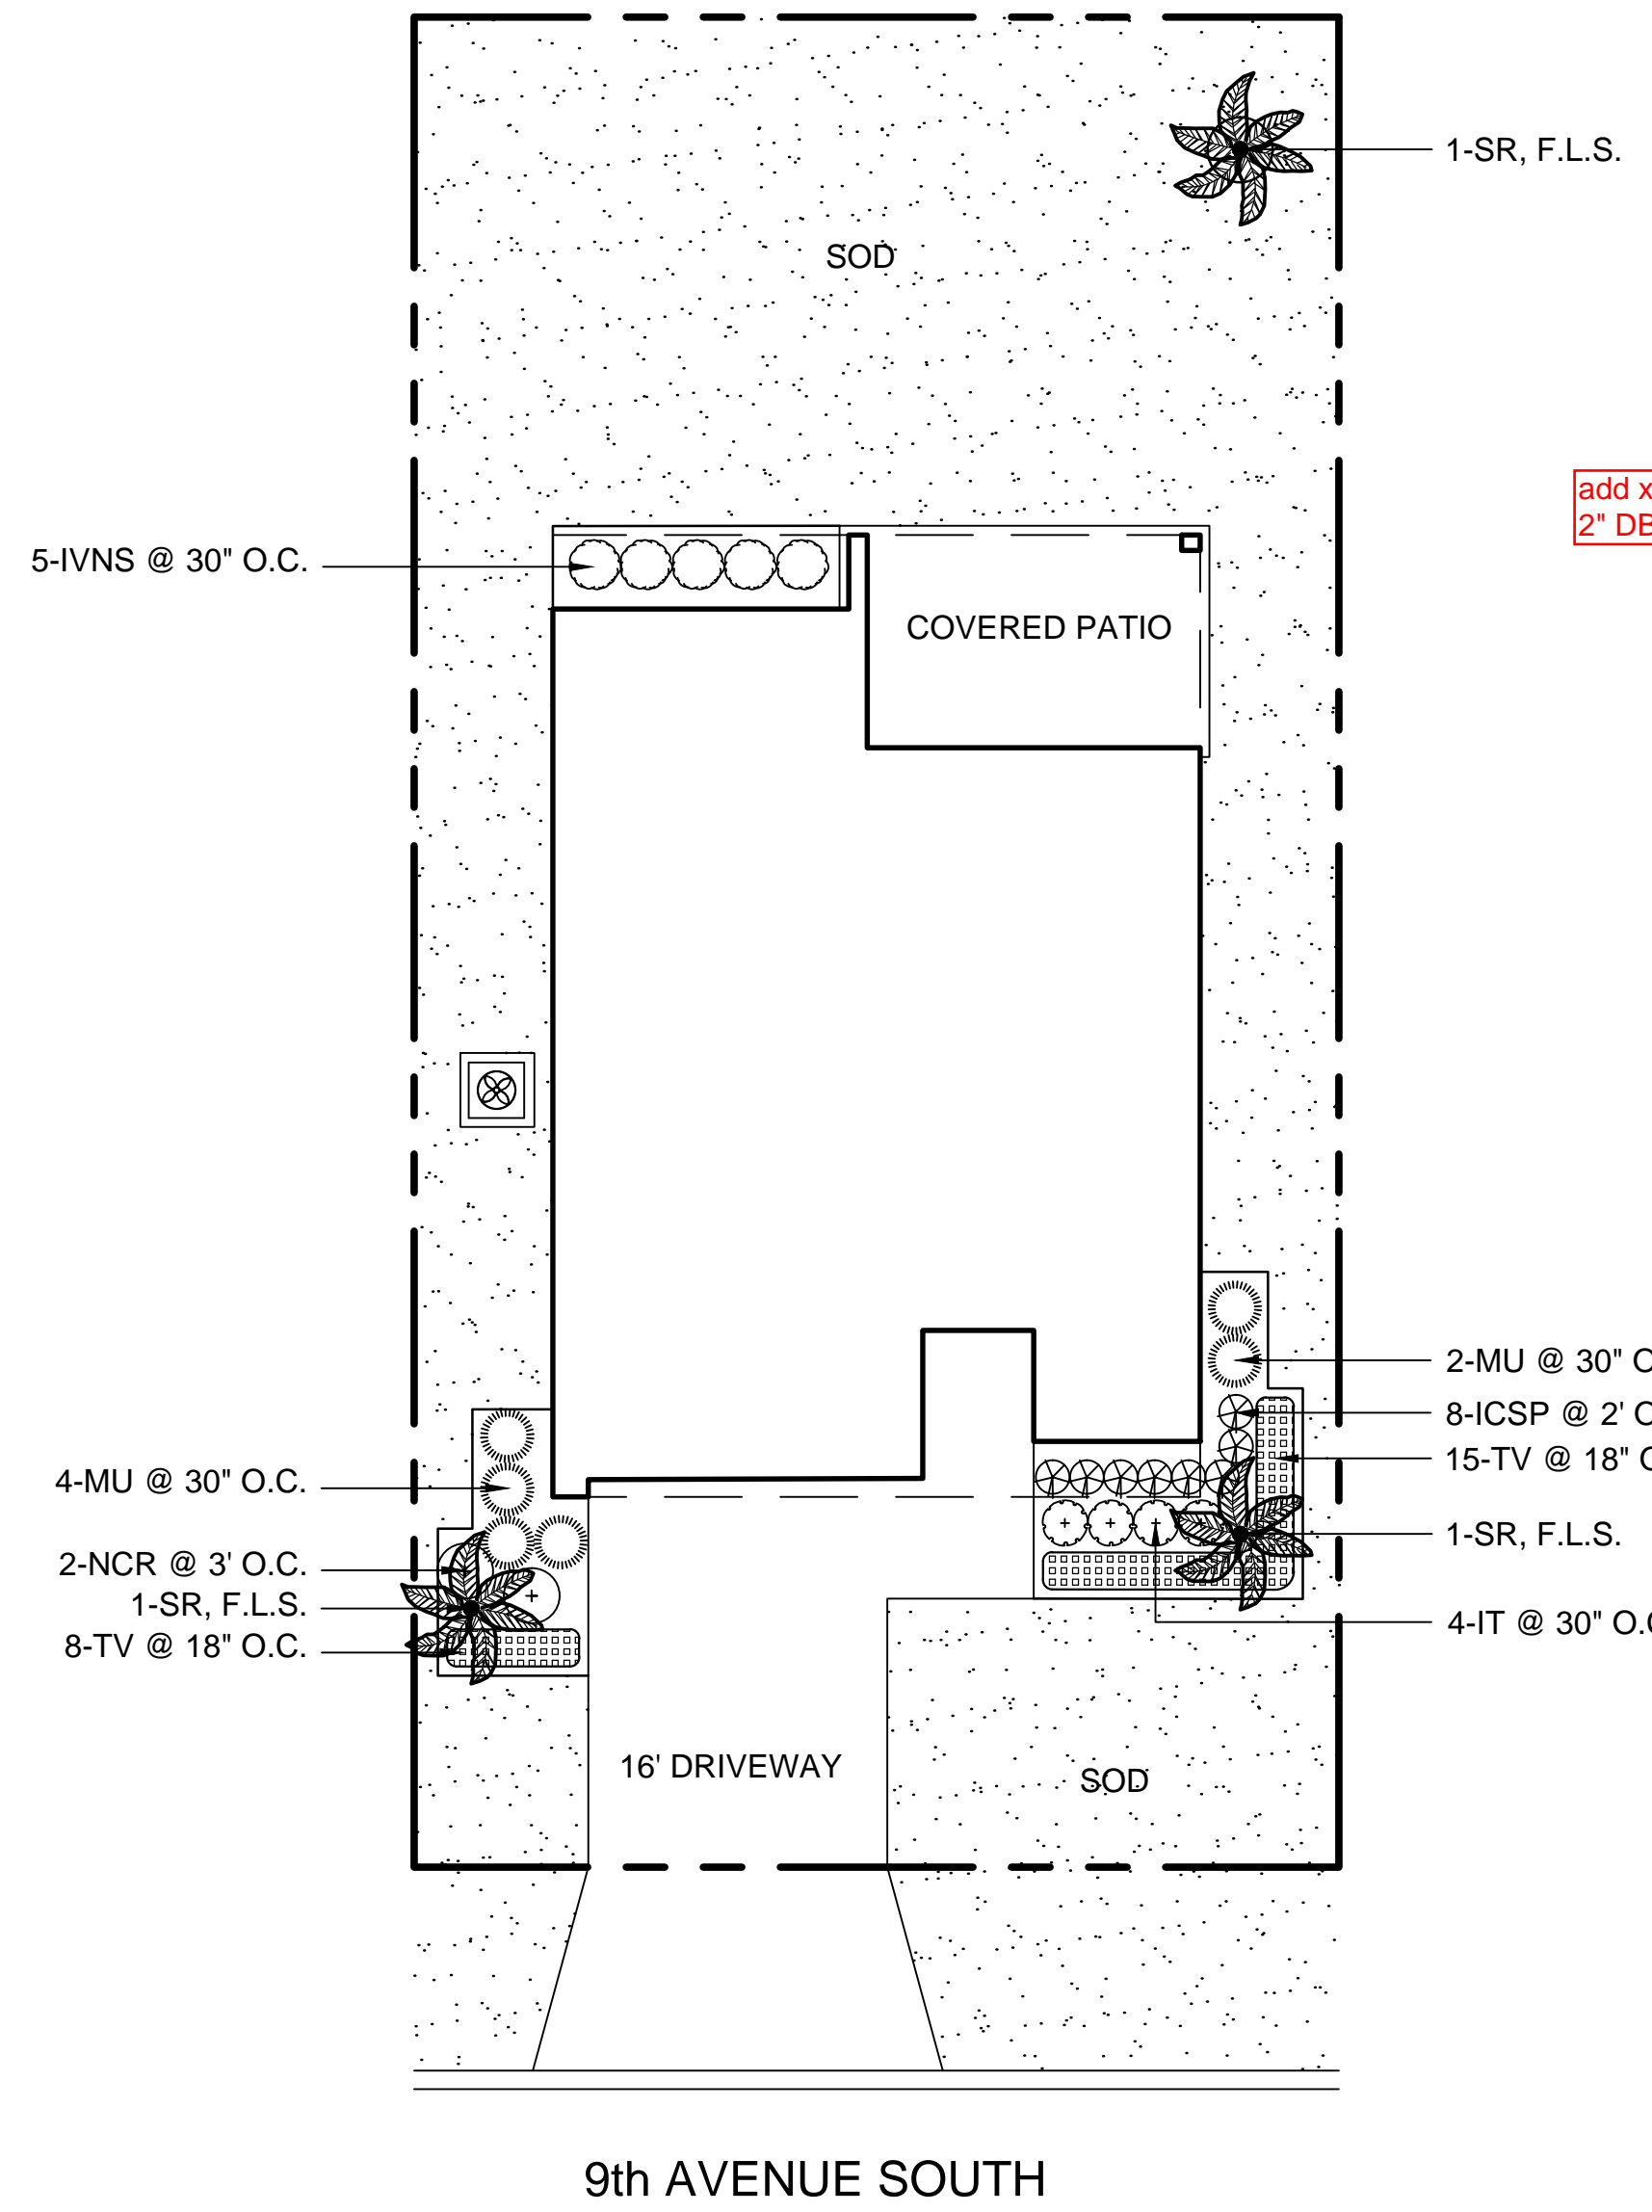 1-SR, F.L.S.
SOD
add x
2" DB
5-IVNS @ 30" O.C.
COVERED PATIO
2-MU @ 30" O
8-ICSP @ 2' O
15-TV @ 18" O
4-MU @ 30" O.C.
1-SR, F.L.S.
2-NCR @ 3' O.C.
1-SR, F.L.S.
4-IT @ 30" O.C
8-TV @ 18" O.C.
16' DRIVEWAY
SOD
9th AVENUE SOUTH